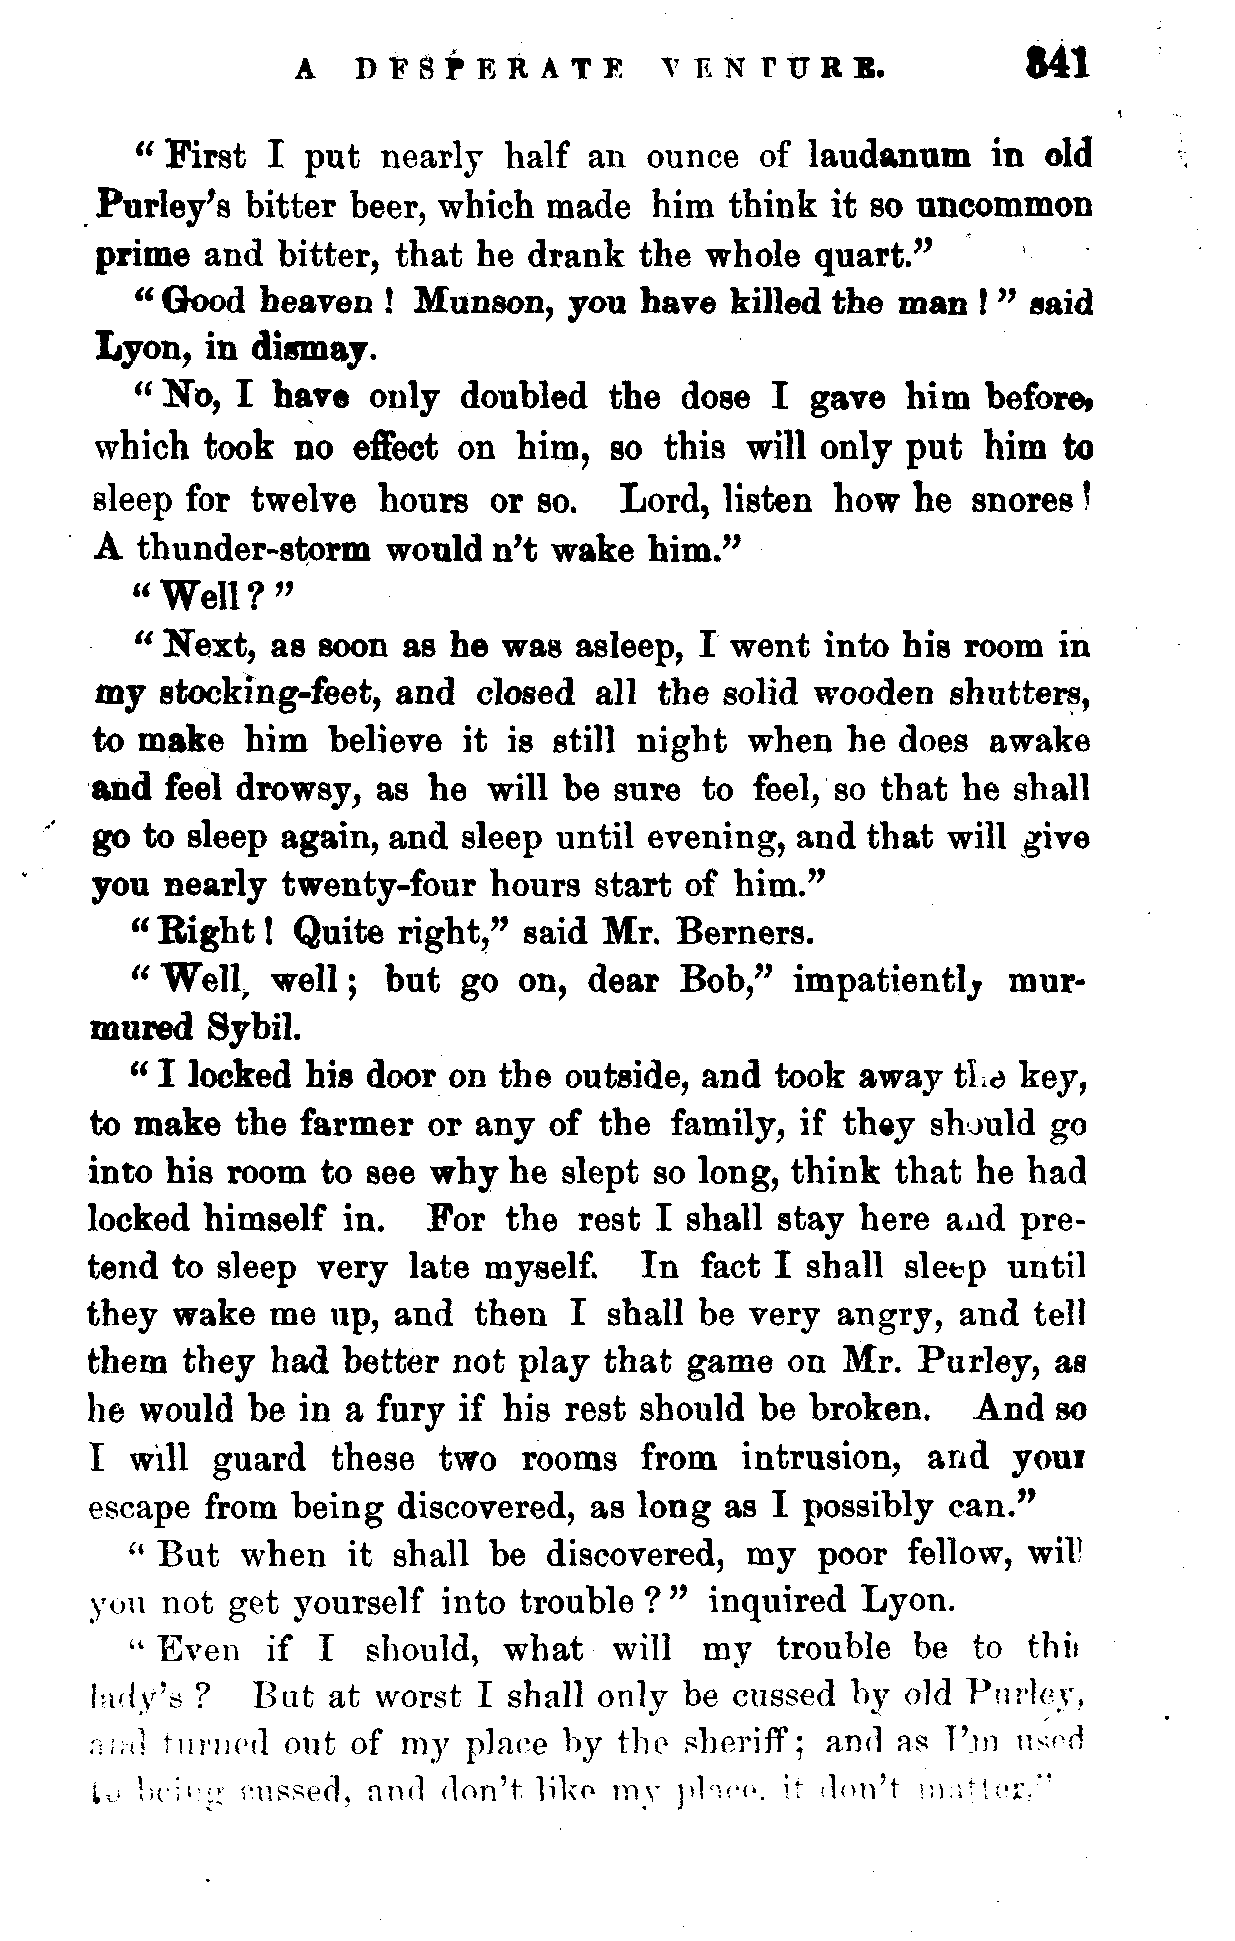 A DESPERATE VENTURE. 341
“First I put nearly half an ounce of laudanum in old
Purley’s bitter beer, which made him think it so uncommon
prime and bitter, that he drank the whole quart.”
“Good heaven! Munson, you have killed the man!” said
Lyon, in dismay.
“No, I have only doubled the dose I gave him before,
which took no effect on him, so this will only put him to
sleep for twelve hours or so. Lord, listen how he snores!
A thunder-storm would n’t wake him.”
“Well?”
“Next, as soon as he was asleep, I went into his room in
my stocking-feet, and closed all the solid wooden shutters,
to make him believe it is still night when he does awake
and feel drowsy, as he will be sure to feel, so that he shall
go to sleep again, and sleep until evening, and that will give
you nearly twenty-four hours start of him.”
“Right! Quite right,” said Mr. Berners.
“Well, well; but go on, dear Bob,” impatiently mur-
mured Sybil.
“I locked his door on the outside, and took away the key,
to make the farmer or any of the family, if they should go
into his room to see why he slept so long, think that he had
locked himself in. For the rest I shall stay here and pre-
tend to sleep very late myself. In fact I shall sleep until
they wake me up, and then I shall be very angry, and tell
them they had better not play that game on Mr. Purley, as
he would be in a fury if his rest should be broken. And so
I will guard these two rooms from intrusion, and your
escape from being discovered, as long as I possibly can.”
“But when it shall be discovered, my poor fellow, will
you not get yourself into trouble?” inquired Lyon.
“Even if I should, what will my trouble be to this
lady’s? But at worst I shall only be cussed by old Purley,
and turned out of my place by the sheriff; and as I’m used
to being cussed, and don’t like my place, it don’t matter.”